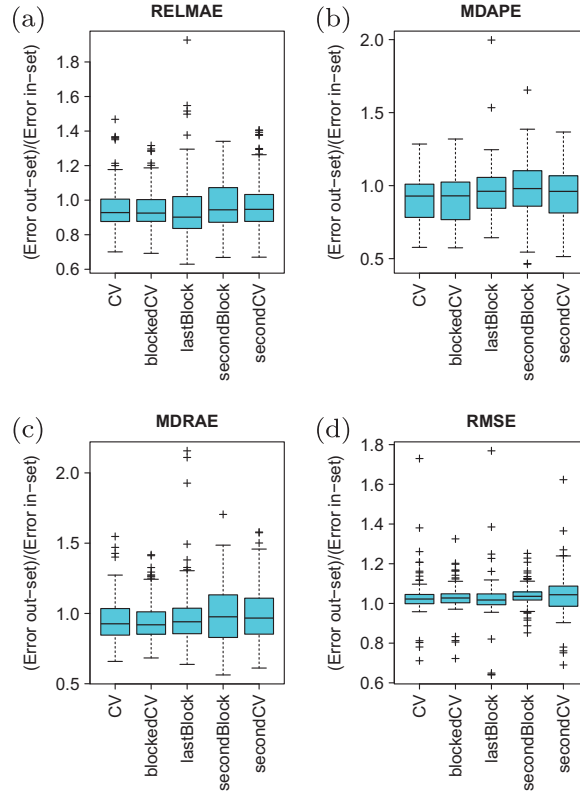 (a)
RELMAE
(Error out−set)/(Error in−set)
1.8
1.6
1.4
1.2
1.0
0.8
0.6
CV
blockedCV
lastBlock
secondBlock
secondCV
(b)
MDAPE
(Error out−set)/(Error in−set)
2.0
1.5
1.0
0.5
CV
blockedCV
lastBlock
secondBlock
secondCV
(c)
MDRAE
(Error out−set)/(Error in−set)
2.0
1.5
1.0
0.5
CV
blockedCV
lastBlock
secondBlock
secondCV
(d)
RMSE
(Error out−set)/(Error in−set)
1.8
1.6
1.4
1.2
1.0
0.8
0.6
CV
blockedCV
lastBlock
secondBlock
secondCV